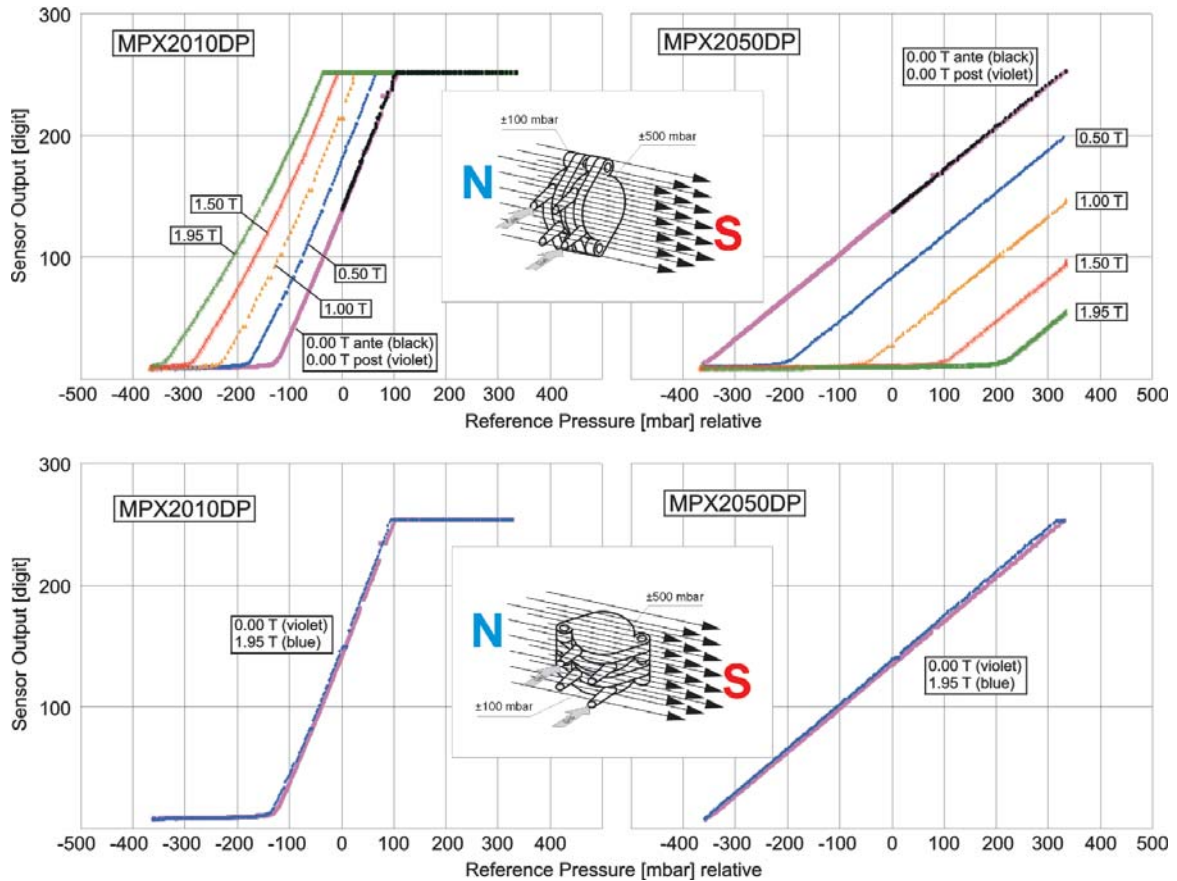 300
200
100
Sensor Output [digit]
MPX2010DP
1.50 T
1.95 T
0.50 T
1.00 T
0.00 T ante (black)
0.00 T post (violet)
-500 -400 -300 -200 -100 0 100 200 300 400
Reference Pressure [mbar] relative
±100 mbar
±500 mbar
N
S
MPX2050DP
0.00 T ante (black)
0.00 T post (violet)
0.50 T
1.00 T
1.50 T
1.95 T
-400 -300 -200 -100 0 100 200 300 400 500
300
200
100
Sensor Output [digit]
MPX2010DP
0.00 T (violet)
1.95 T (blue)
-500 -400 -300 -200 -100 0 100 200 300 400
Reference Pressure [mbar] relative
±500 mbar
N
S
±100 mbar
MPX2050DP
0.00 T (violet)
1.95 T (blue)
-400 -300 -200 -100 0 100 200 300 400 500